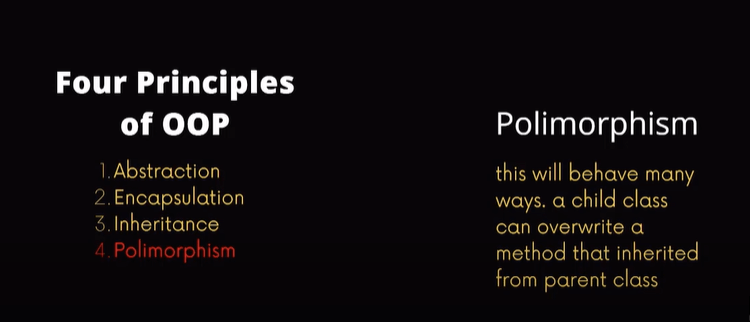 Four Principles
of OOP
1. Abstraction
2. Encapsulation
3. Inheritance
4. Polimorphism
Polimorphism
this will behave many
ways. a child class
can overwrite a
method that inherited
from parent class